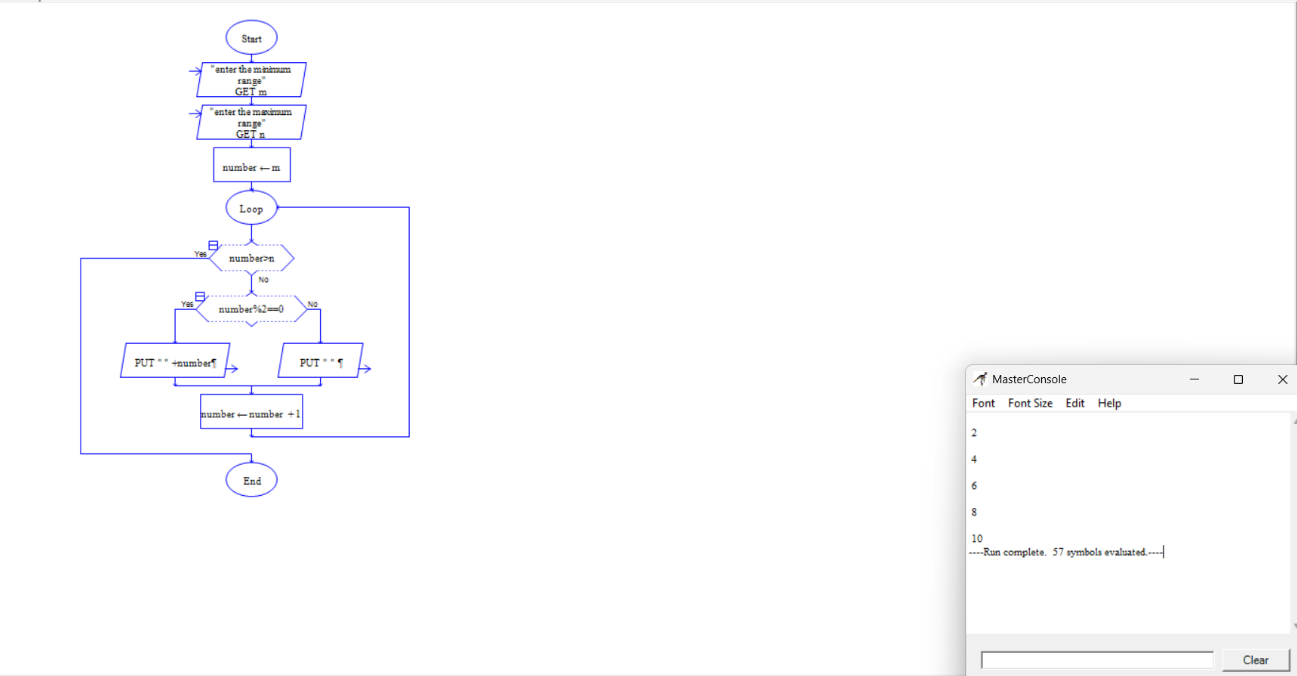 Start
"enter the minimum
range"
GET m
"enter the maximum
range"
GET n
number ← m
Loop
Yes
number>n
No
Yes
number%2==0
No
PUT " " +number¶
PUT " " ¶
number ← number +1
End
MasterConsole
Font Font Size Edit Help
2
4
6
8
10
----Run complete. 57 symbols evaluated.----
Clear